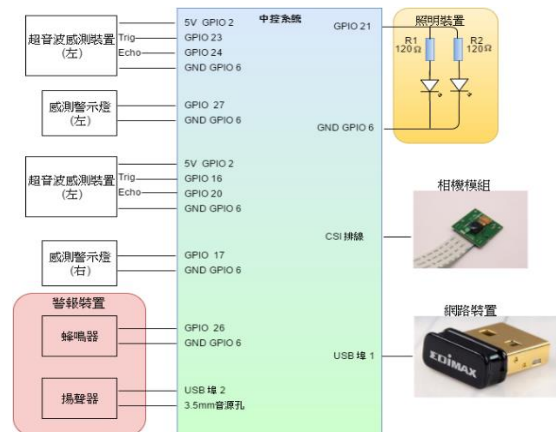 超音波感測裝置
(左)
Trig
Echo
5V GPIO 2
GPIO 23
GPIO 24
GND GPIO 6
感測警示燈
(左)
GPIO 27
GND GPIO 6
超音波感測裝置
(左)
Trig
Echo
5V GPIO 2
GPIO 16
GPIO 20
GND GPIO 6
感測警示燈
(右)
GPIO 17
GND GPIO 6
警報裝置
蜂鳴器
GPIO 26
GND GPIO 6
揚聲器
USB 埠 2
3.5mm音源孔
中控系統
GPIO 21
GND GPIO 6
照明裝置
R1
120Ω
R2
120Ω
CSI 排線
相機模組
USB 埠 1
網路裝置
EDIMAX